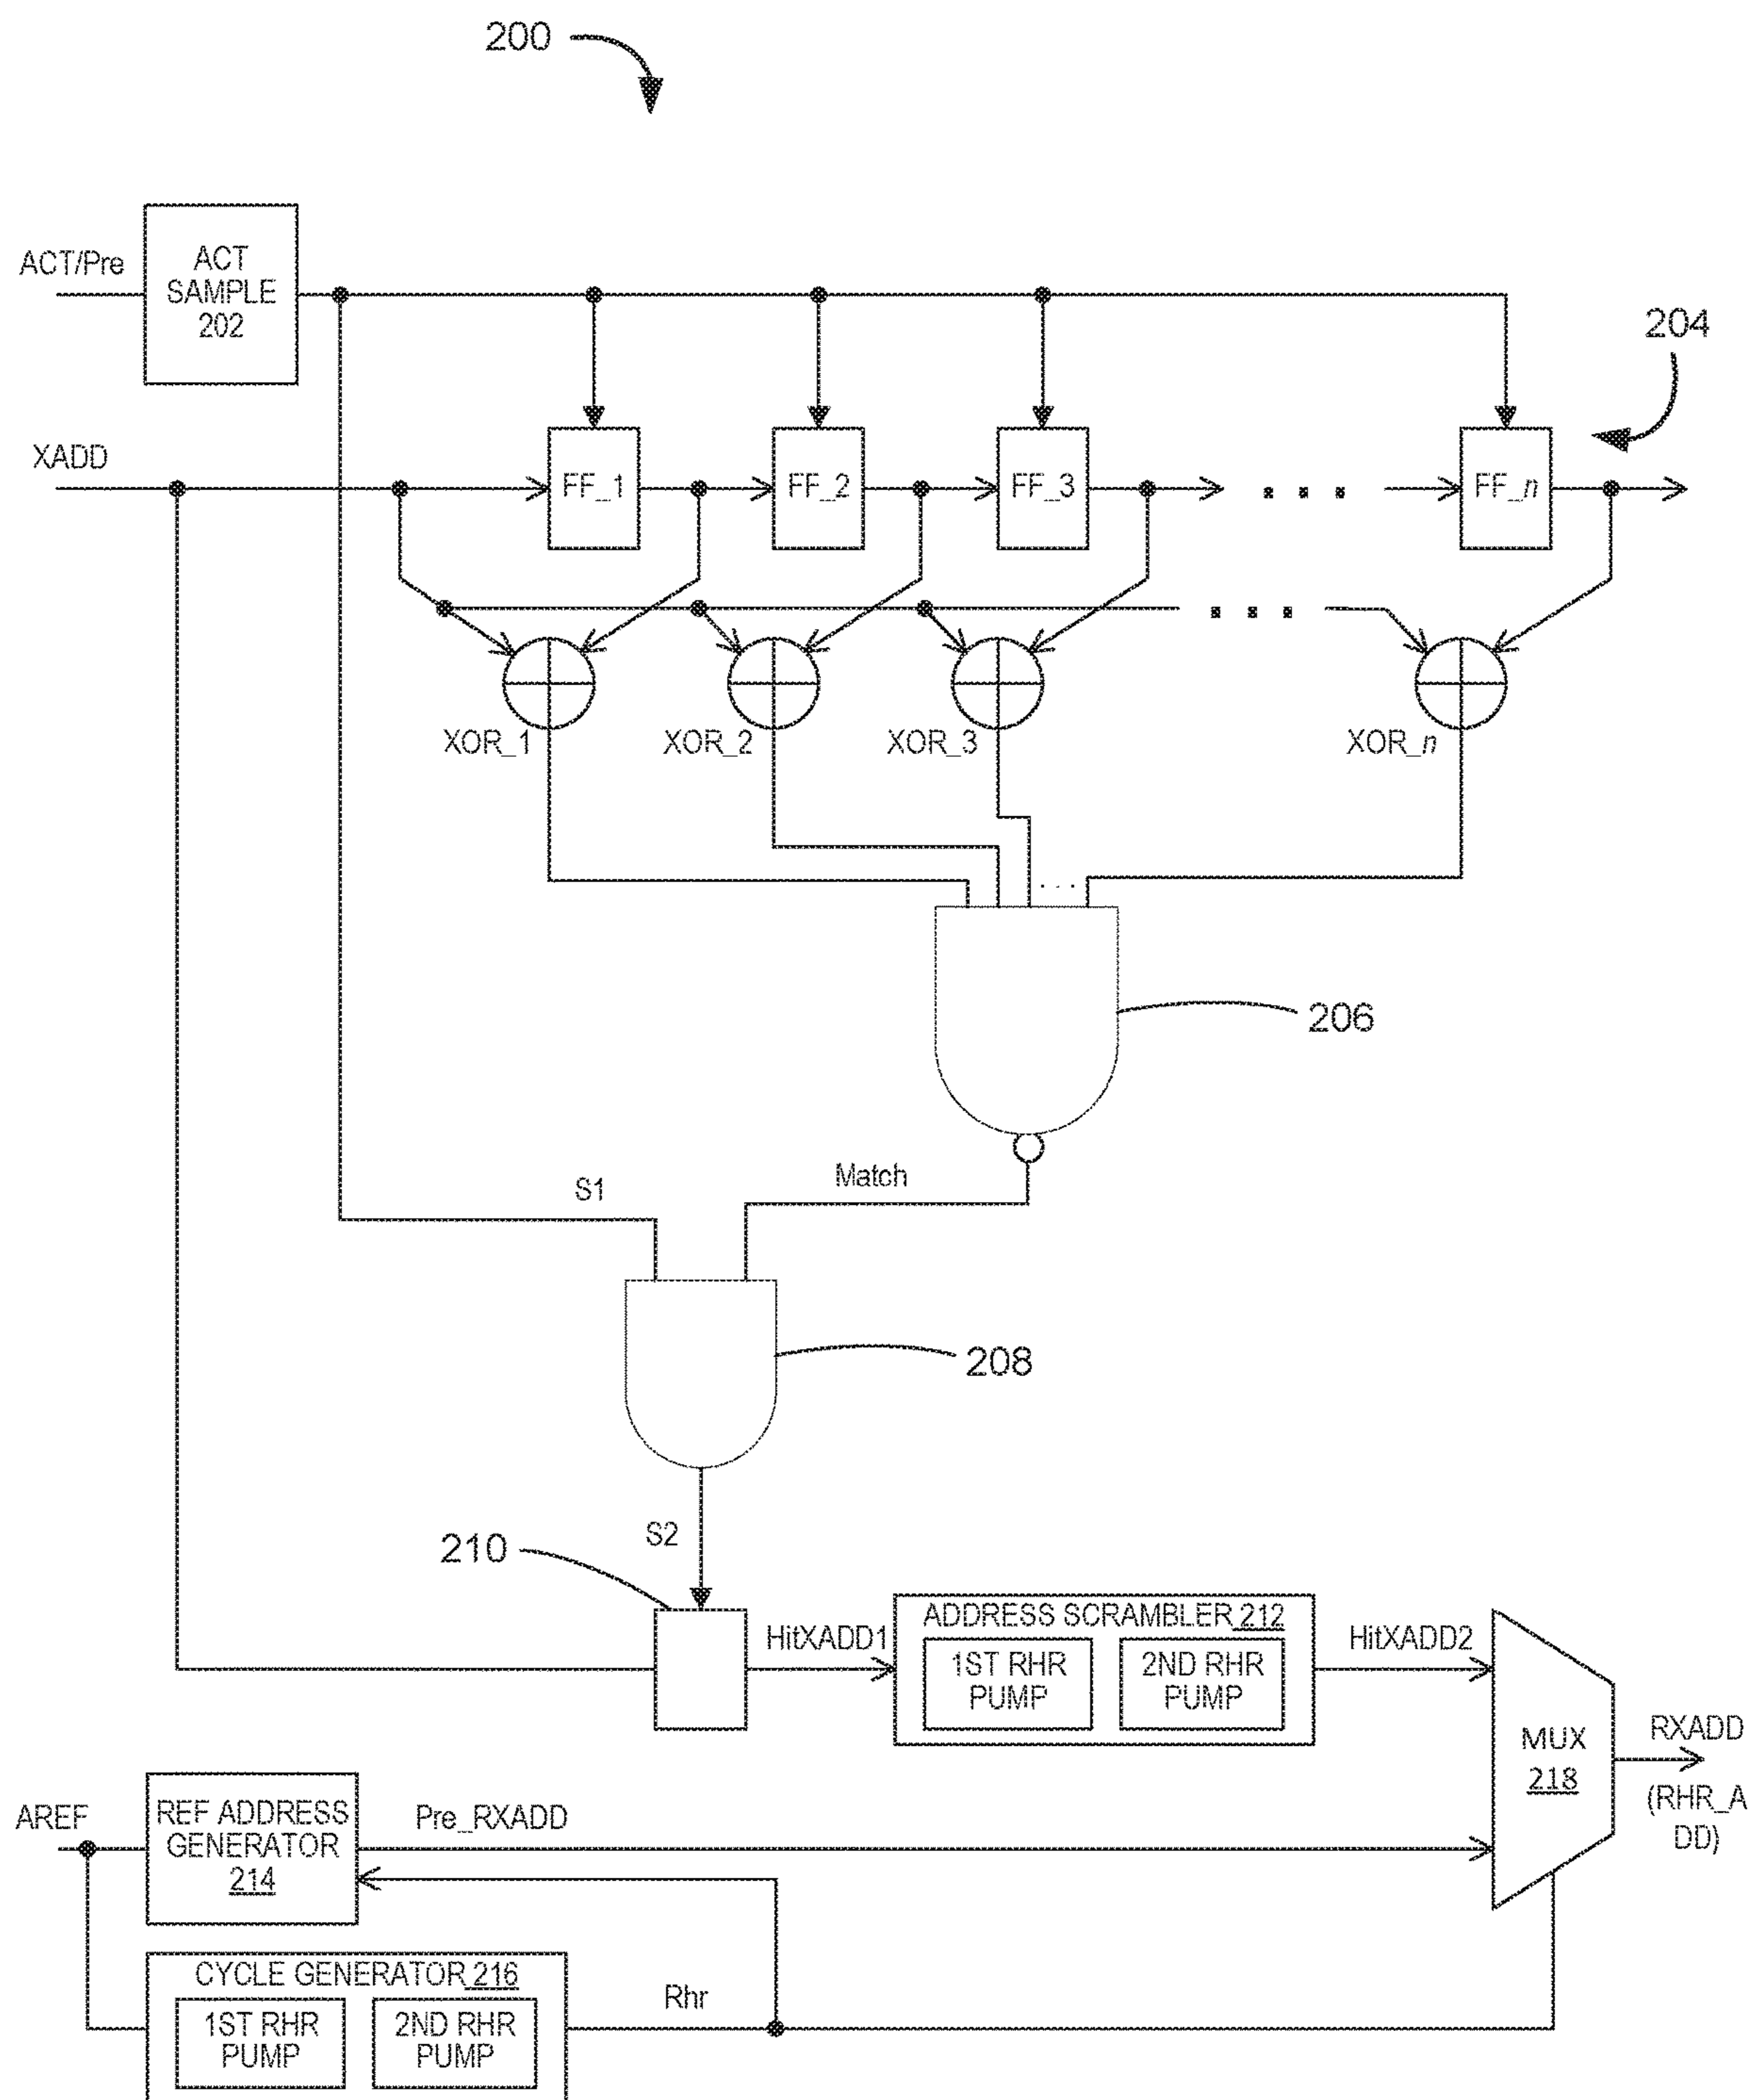 200
ACT/Pre
ACT
SAMPLE
202
204
XADD
FF_1
FF_2
FF_3
. . .
FF_n
. . .
XOR_1
XOR_2
XOR_3
XOR_n
. . .
206
Match
S1
208
S2
210
HitXADD1
ADDRESS SCRAMBLER 212
1ST RHR
PUMP
2ND RHR
PUMP
HitXADD2
MUX
218
RXADD
(RHR_A
DD)
AREF
REF ADDRESS
GENERATOR
214
Pre_RXADD
CYCLE GENERATOR 216
1ST RHR
PUMP
2ND RHR
PUMP
Rhr